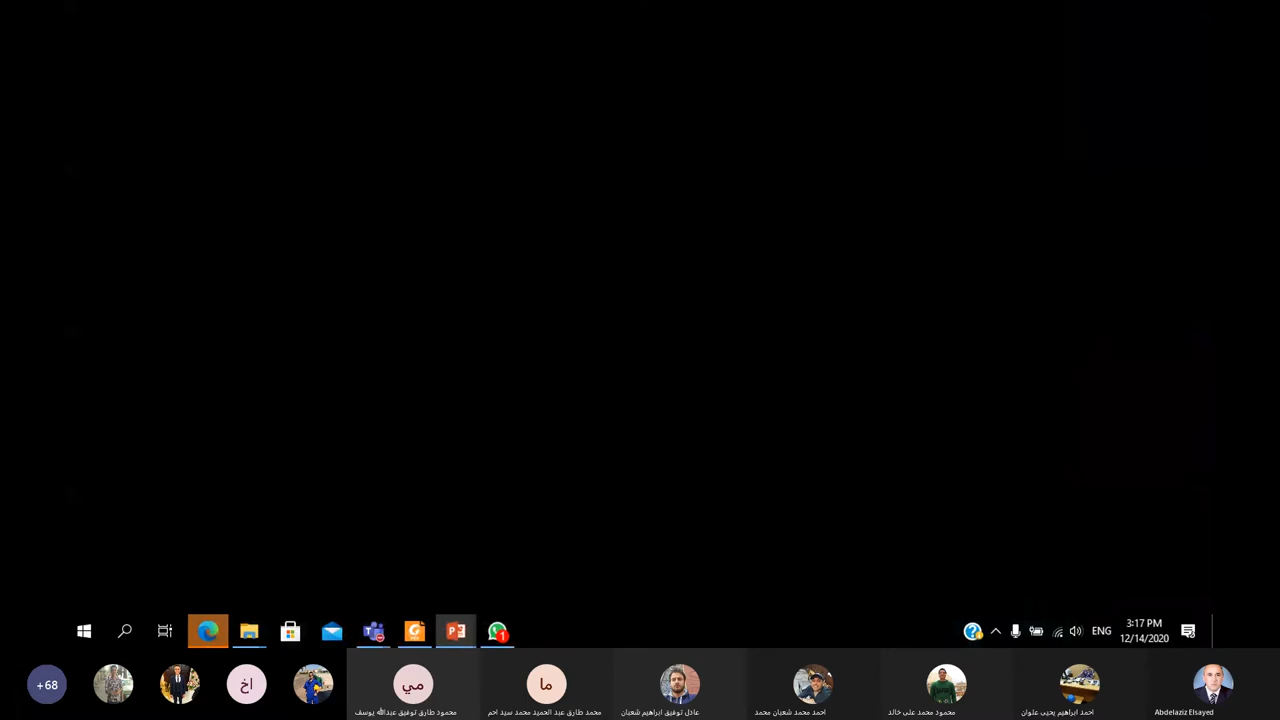 1
ENG
3:17 PM
12/14/2020
+68
اخ
مي
ما
محمود طارق توفيق عبدالله يوسف
محمد طارق عبد الحميد محمد سيد احم
عادل توفيق ابراهيم شعبان
احمد محمد شعبان محمد
محمود محمد على خالد
احمد ابراهيم يحيى علوان
Abdelaziz Elsayed